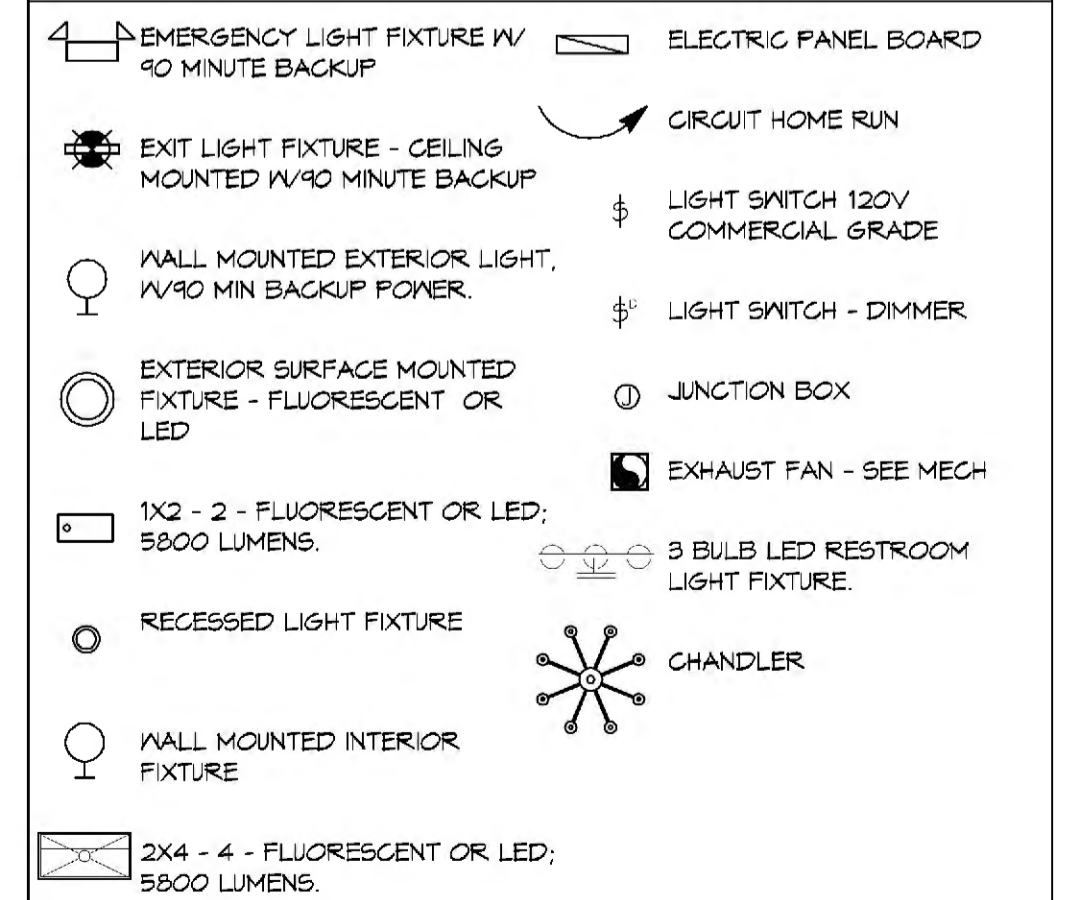 EMERGENCY LIGHT FIXTURE W/
90 MINUTE BACKUP
EXIT LIGHT FIXTURE - CEILING
MOUNTED W/90 MINUTE BACKUP
WALL MOUNTED EXTERIOR LIGHT,
W/90 MIN BACKUP POWER.
EXTERIOR SURFACE MOUNTED
FIXTURE - FLUORESCENT OR
LED
1X2 - 2 - FLUORESCENT OR LED;
5800 LUMENS.
RECESSED LIGHT FIXTURE
WALL MOUNTED INTERIOR
FIXTURE
2X4 - 4 - FLUORESCENT OR LED;
5800 LUMENS.
ELECTRIC PANEL BOARD
CIRCUIT HOME RUN
$ LIGHT SWITCH 120V
COMMERCIAL GRADE
$D LIGHT SWITCH - DIMMER
J JUNCTION BOX
EXHAUST FAN - SEE MECH
3 BULB LED RESTROOM
LIGHT FIXTURE.
CHANDLER